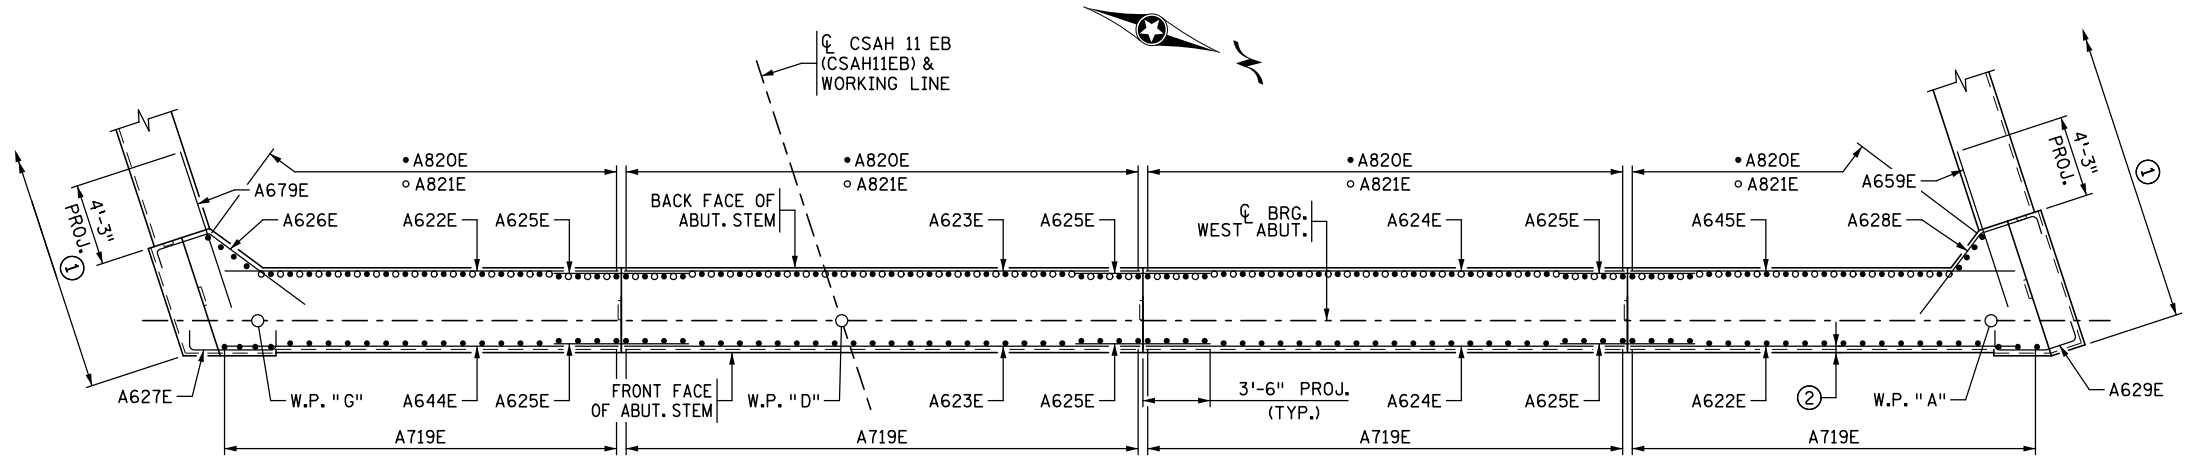 ℄ CSAH 11 EB
(CSAH11EB) &
WORKING LINE
N
4'-3"
PROJ.
1
A679E
A626E
• A820E
○ A821E
A622E
A625E
BACK FACE OF
ABUT. STEM
• A820E
○ A821E
A623E
A625E
℄ BRG.
WEST ABUT.
• A820E
○ A821E
A624E
A625E
• A820E
○ A821E
A645E
A659E
A628E
4'-3"
PROJ.
1
A627E
W.P. "G"
A644E
A625E
FRONT FACE
OF ABUT. STEM
W.P. "D"
A623E
A625E
3'-6" PROJ.
(TYP.)
A624E
A625E
A622E
2
W.P. "A"
A629E
A719E
A719E
A719E
A719E